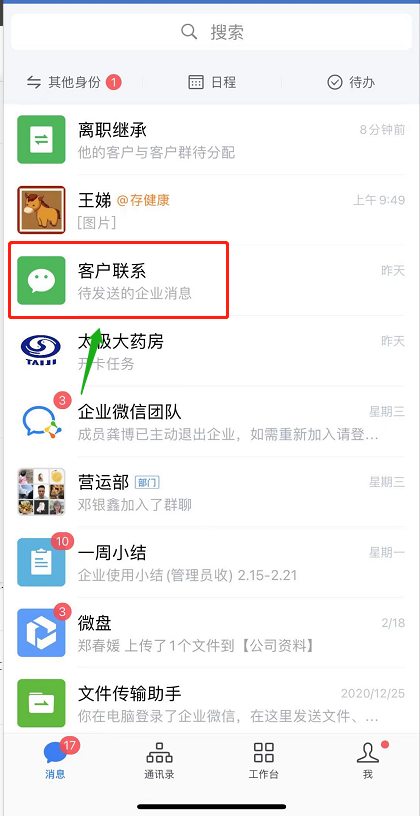 搜索
其他身份 1 日程 待办
离职继承 8分钟前
他的客户与客户群待分配
王娣 @存健康 上午 9:49
[图片]
客户联系 昨天
待发送的企业消息
太极大药房 昨天
TAIJI 开卡任务
3
企业微信团队 星期三
成员龚博已主动退出企业，如需重新加入请登...
营运部 部门 星期三
邓银鑫加入了群聊
10
一周小结 星期一
企业使用小结 (管理员收) 2.15-2.21
3
微盘 2/18
郑春媛 上传了1个文件到【公司资料】
文件传输助手 2020/12/25
你在电脑登录了企业微信，在这里发送文件、...
17
消息 通讯录 工作台 我